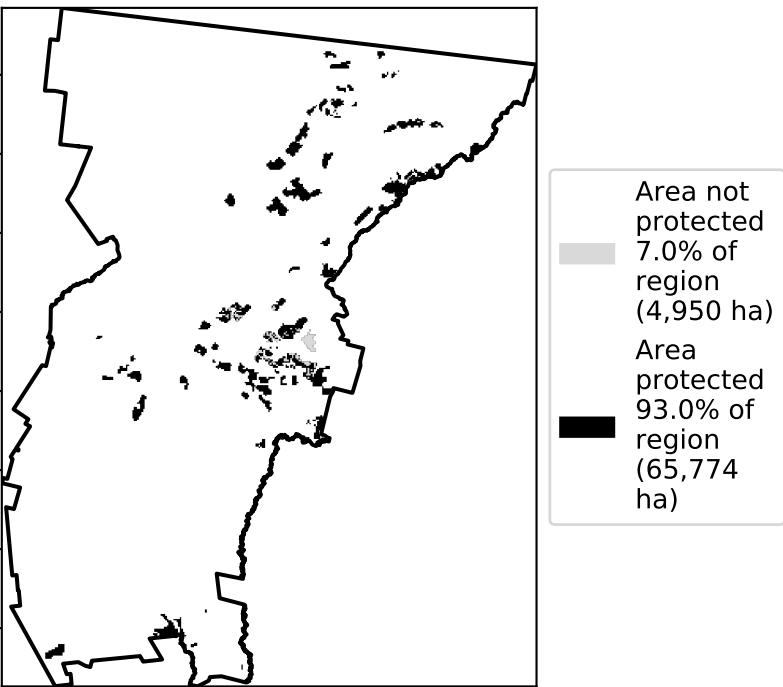 Area not
protected
7.0% of
region
(4,950 ha)
Area
protected
93.0% of
region
(65,774
ha)